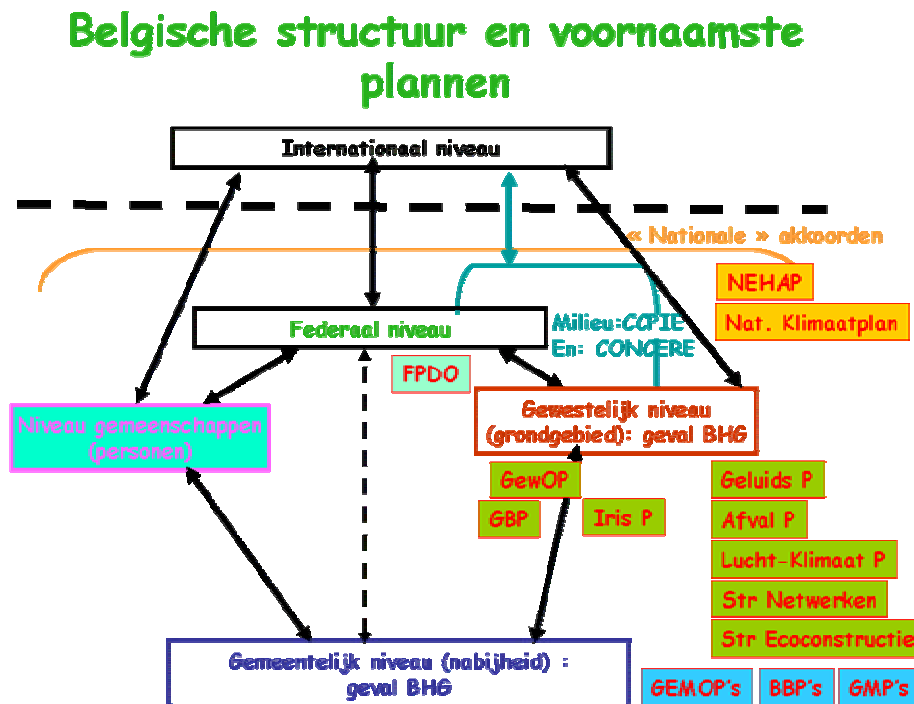 Belgische structuur en voornaamste
plannen
Internationaal niveau
« Nationale » akkoorden
NEHAP
Nat. Klimaatplan
Federaal niveau
Milieu:CCPIE
En: CONCERE
FPDO
Niveau gemeenschappen
(personen)
Gewestelijk niveau
(grondgebied): geval BHG
GewOP
GBP
Iris P
Geluids P
Afval P
Lucht-Klimaat P
Str Netwerken
Str Ecoconstructie
Gemeentelijk niveau (nabijheid) :
geval BHG
GEMOP's
BBP's
GMP's